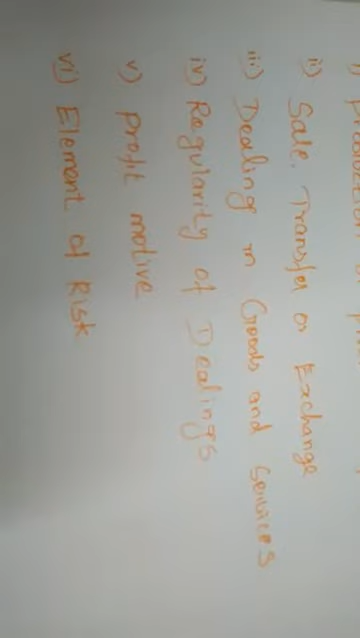 ii) Sale, Transfer or Exchange
iii) Dealing in Goods and Services
iv) Regularity of Dealings
v) Profit motive
vi) Element of Risk